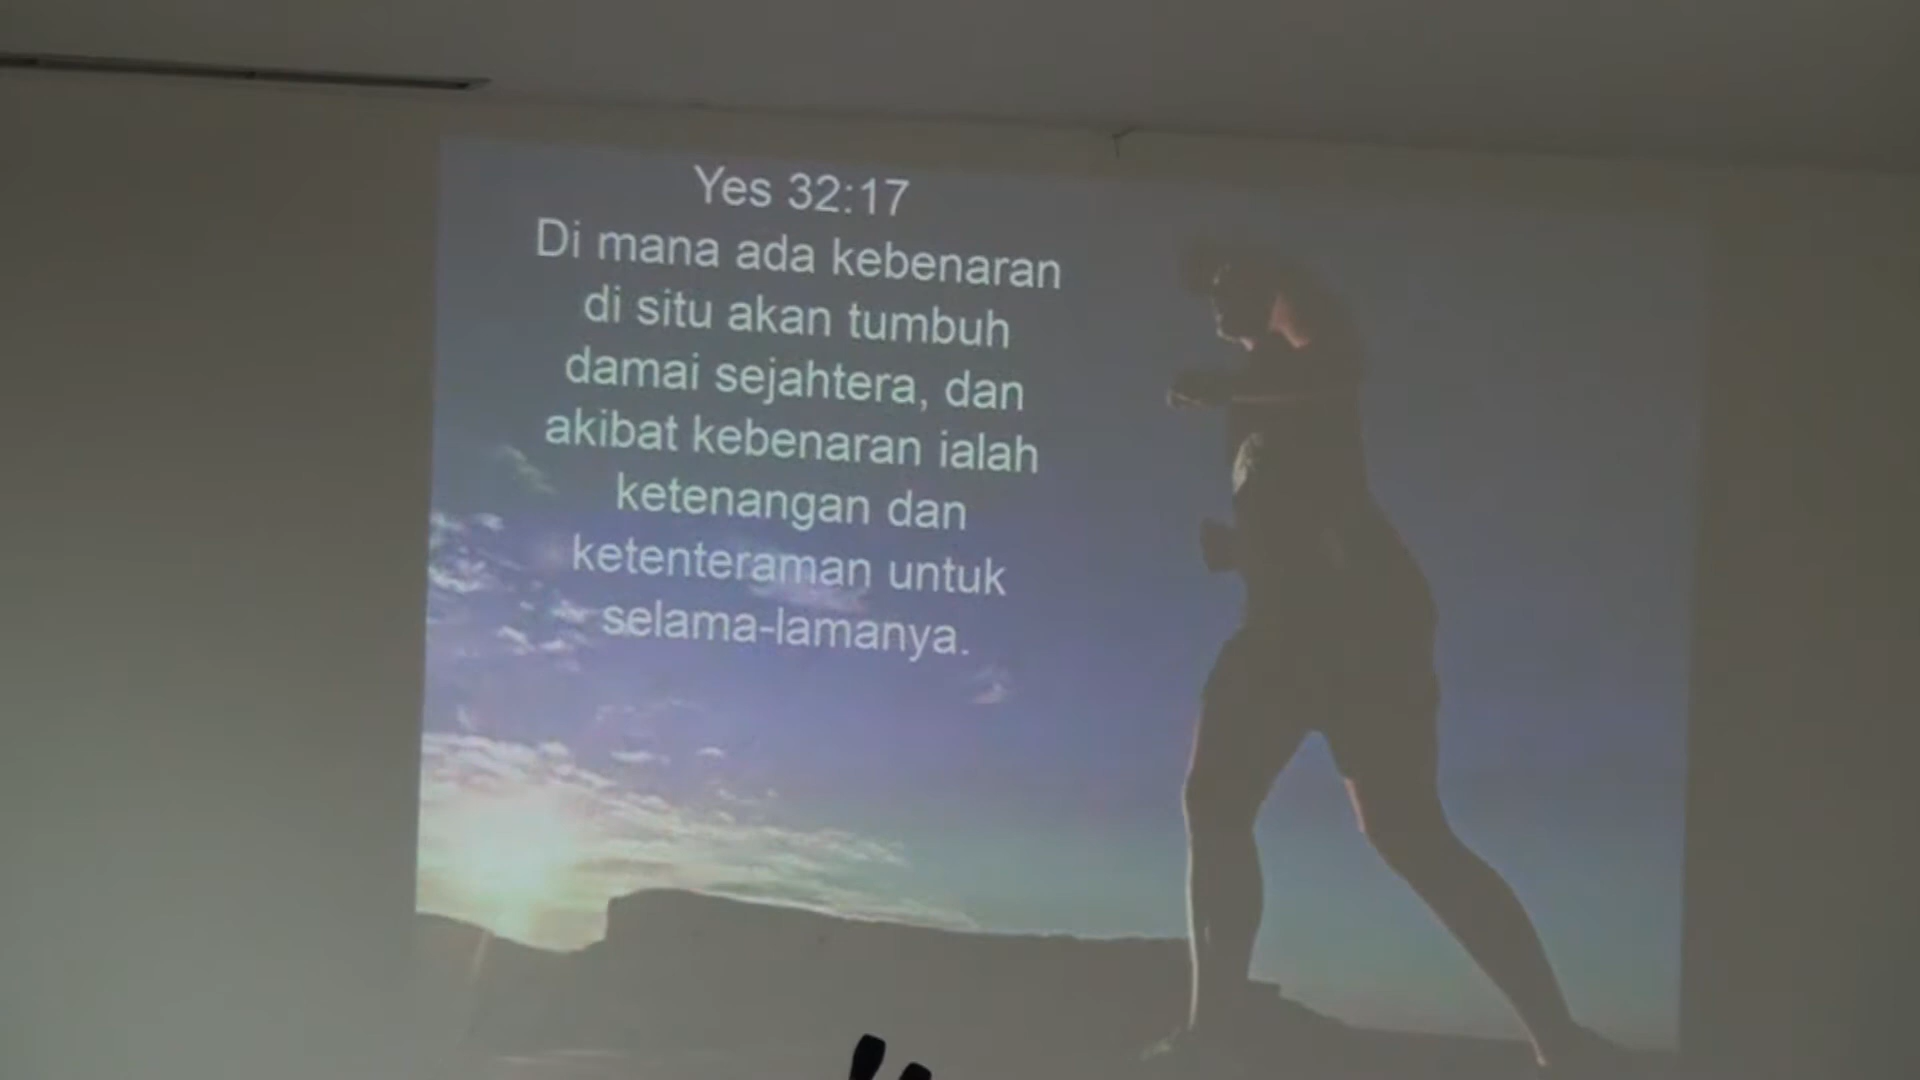 Yes 32:17
Di mana ada kebenaran
di situ akan tumbuh
damai sejahtera, dan
akibat kebenaran ialah
ketenangan dan
ketenteraman untuk
selama-lamanya.